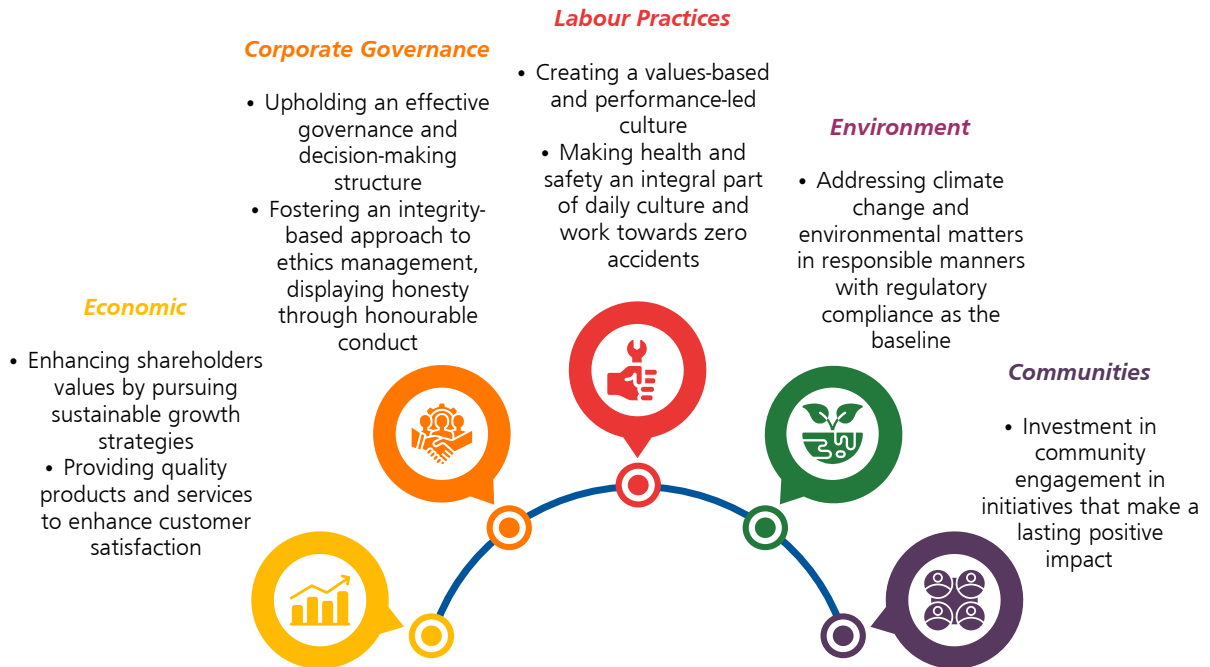 Economic
• Enhancing shareholders
values by pursuing
sustainable growth
strategies
• Providing quality
products and services
to enhance customer
satisfaction
Corporate Governance
• Upholding an effective
governance and
decision-making
structure
• Fostering an integrity-
based approach to
ethics management,
displaying honesty
through honourable
conduct
Labour Practices
• Creating a values-based
and performance-led
culture
• Making health and
safety an integral part
of daily culture and
work towards zero
accidents
Environment
• Addressing climate
change and
environmental matters
in responsible manners
with regulatory
compliance as the
baseline
Communities
• Investment in
community
engagement in
initiatives that make a
lasting positive
impact